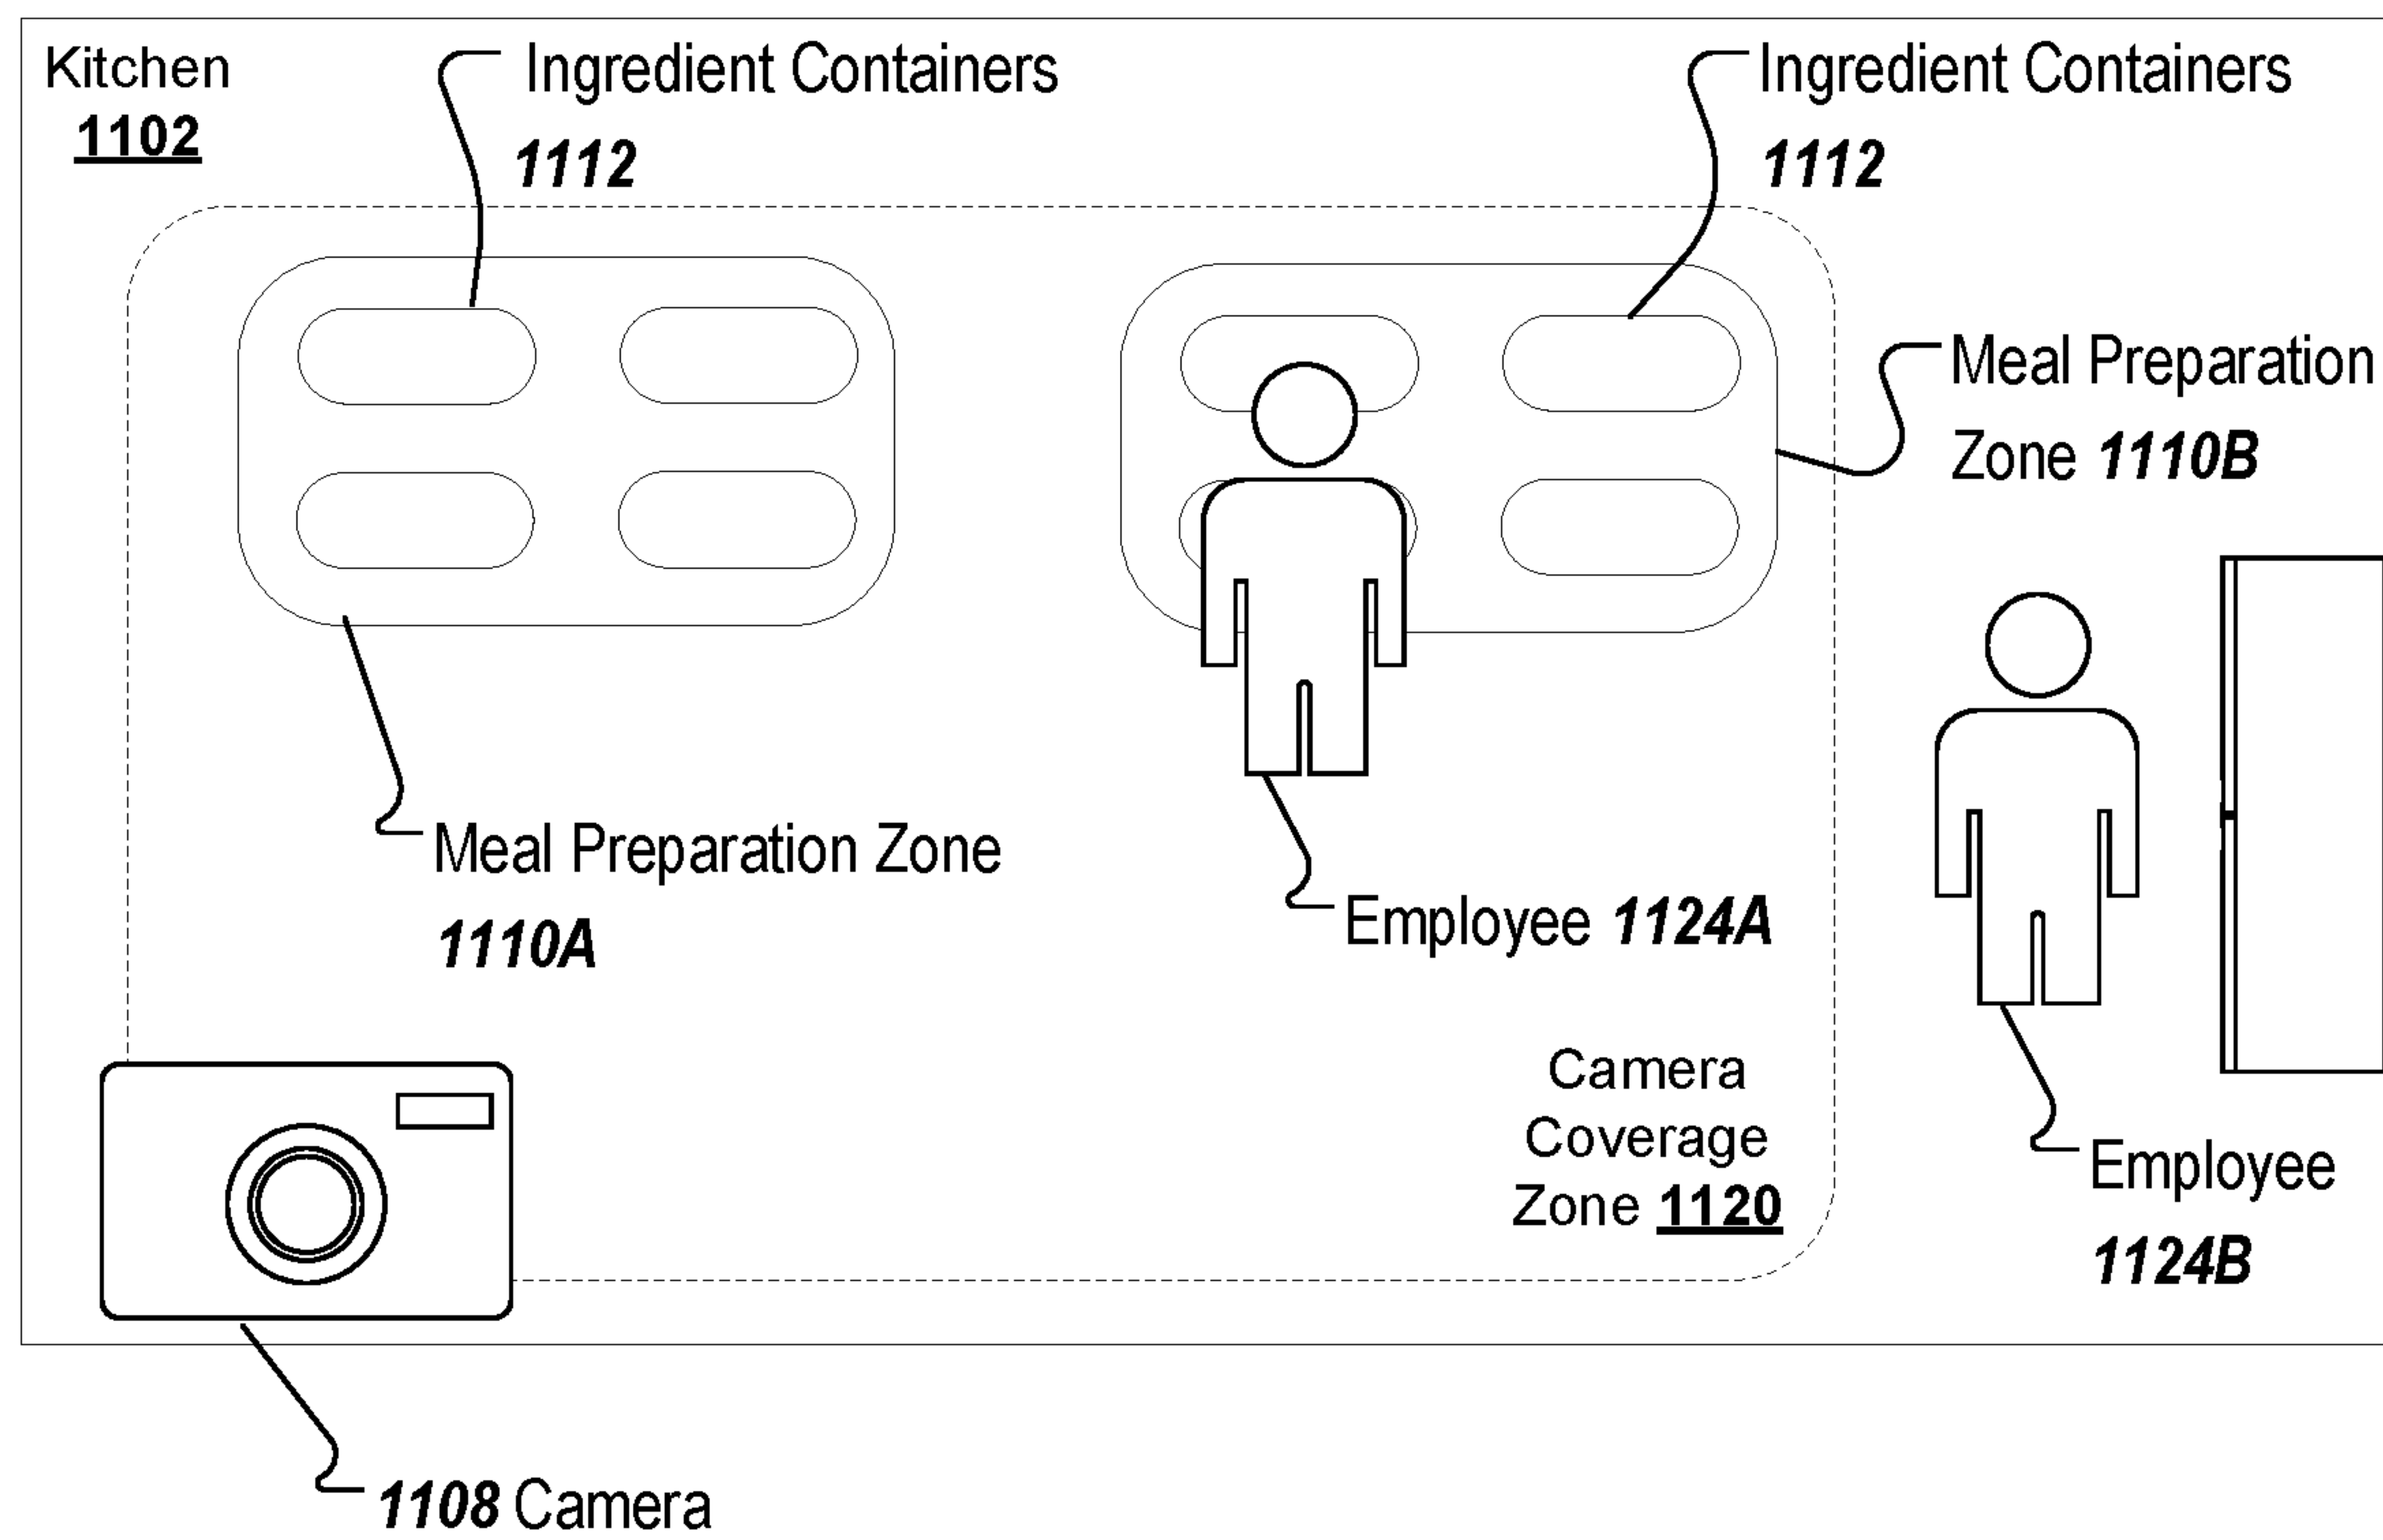 Kitchen
1102
Ingredient Containers
1112
Ingredient Containers
1112
Meal Preparation
Zone 1110B
Meal Preparation Zone
1110A
Employee 1124A
Camera
Coverage
Zone 1120
Employee
1124B
1108 Camera